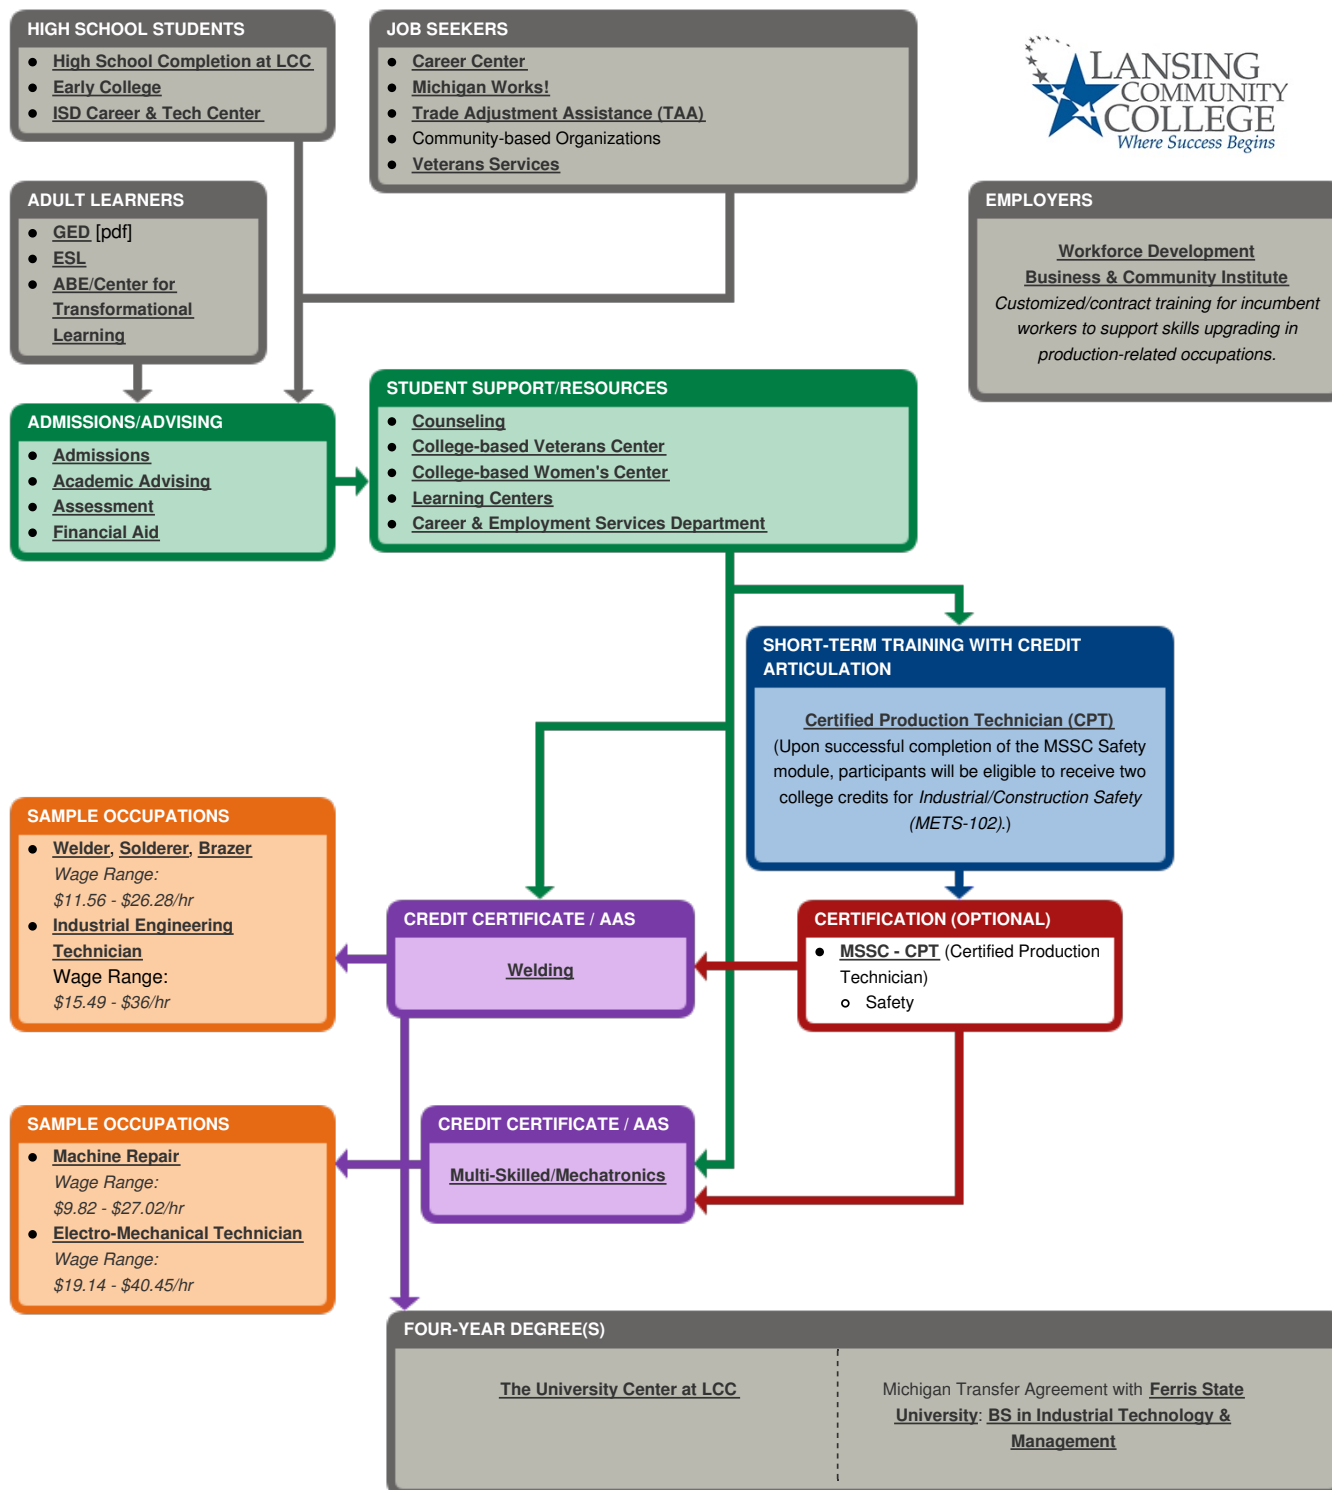 HIGH SCHOOL STUDENTS
● High School Completion at LCC
● Early College
● ISD Career & Tech Center
JOB SEEKERS
● Career Center
● Michigan Works!
● Trade Adjustment Assistance (TAA)
● Community-based Organizations
● Veterans Services
LANSING
COMMUNITY
COLLEGE
Where Success Begins
ADULT LEARNERS
● GED [pdf]
● ESL
● ABE/Center for
Transformational
Learning
EMPLOYERS
Workforce Development
Business & Community Institute
Customized/contract training for incumbent
workers to support skills upgrading in
production-related occupations.
ADMISSIONS/ADVISING
● Admissions
● Academic Advising
● Assessment
● Financial Aid
STUDENT SUPPORT/RESOURCES
● Counseling
● College-based Veterans Center
● College-based Women's Center
● Learning Centers
● Career & Employment Services Department
SHORT-TERM TRAINING WITH CREDIT
ARTICULATION
Certified Production Technician (CPT)
(Upon successful completion of the MSSC Safety
module, participants will be eligible to receive two
college credits for Industrial/Construction Safety
(METS-102).)
SAMPLE OCCUPATIONS
● Welder, Solderer, Brazer
Wage Range:
$11.56 - $26.28/hr
● Industrial Engineering
Technician
Wage Range:
$15.49 - $36/hr
CREDIT CERTIFICATE / AAS
Welding
CERTIFICATION (OPTIONAL)
● MSSC - CPT (Certified Production
Technician)
○ Safety
SAMPLE OCCUPATIONS
● Machine Repair
Wage Range:
$9.82 - $27.02/hr
● Electro-Mechanical Technician
Wage Range:
$19.14 - $40.45/hr
CREDIT CERTIFICATE / AAS
Multi-Skilled/Mechatronics
FOUR-YEAR DEGREE(S)
The University Center at LCC
Michigan Transfer Agreement with Ferris State
University: BS in Industrial Technology &
Management